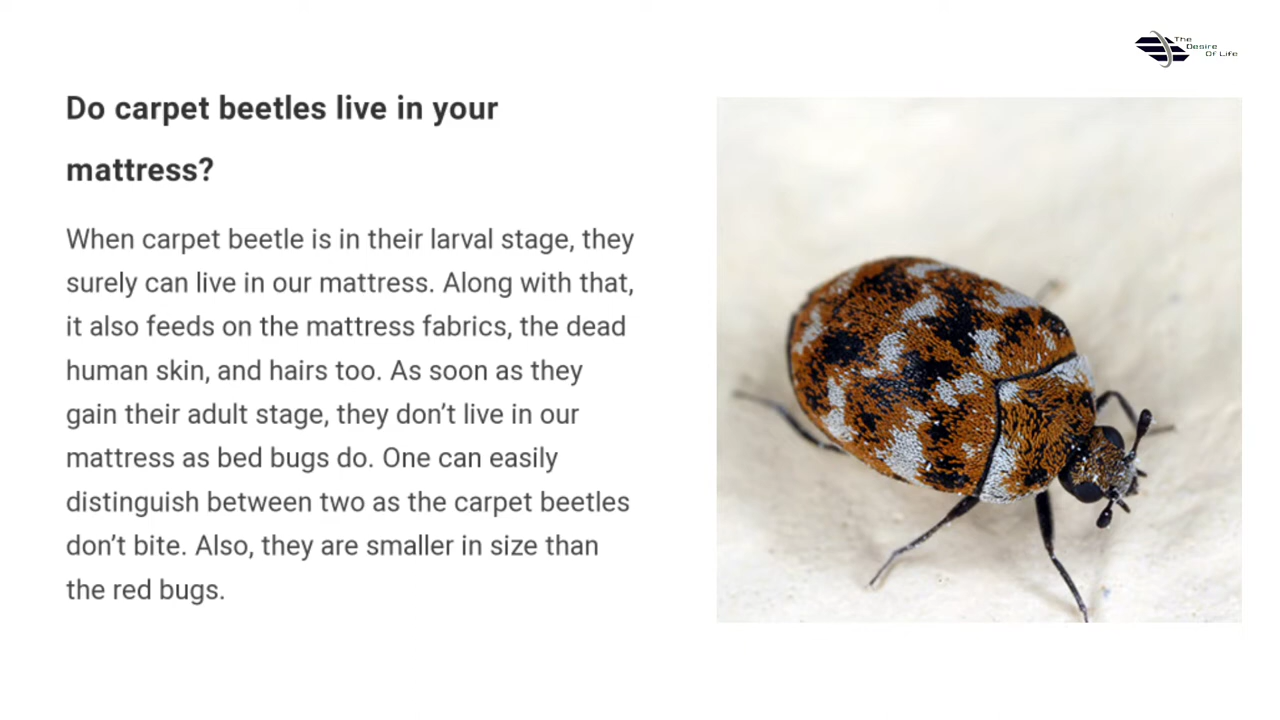 The
Desire
Of Life
Do carpet beetles live in your
mattress?
When carpet beetle is in their larval stage, they
surely can live in our mattress. Along with that,
it also feeds on the mattress fabrics, the dead
human skin, and hairs too. As soon as they
gain their adult stage, they don’t live in our
mattress as bed bugs do. One can easily
distinguish between two as the carpet beetles
don’t bite. Also, they are smaller in size than
the red bugs.